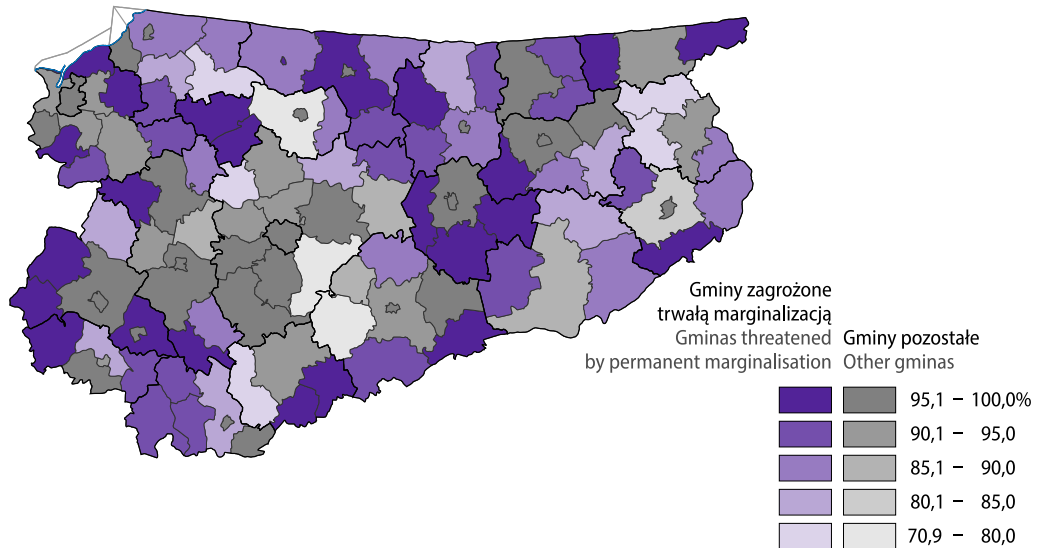 Gminy zagrożone
trwałą marginalizacją
Gminas threatened
by permanent marginalisation
Gminy pozostałe
Other gminas
95,1 – 100,0%
90,1 – 95,0
85,1 – 90,0
80,1 – 85,0
70,9 – 80,0